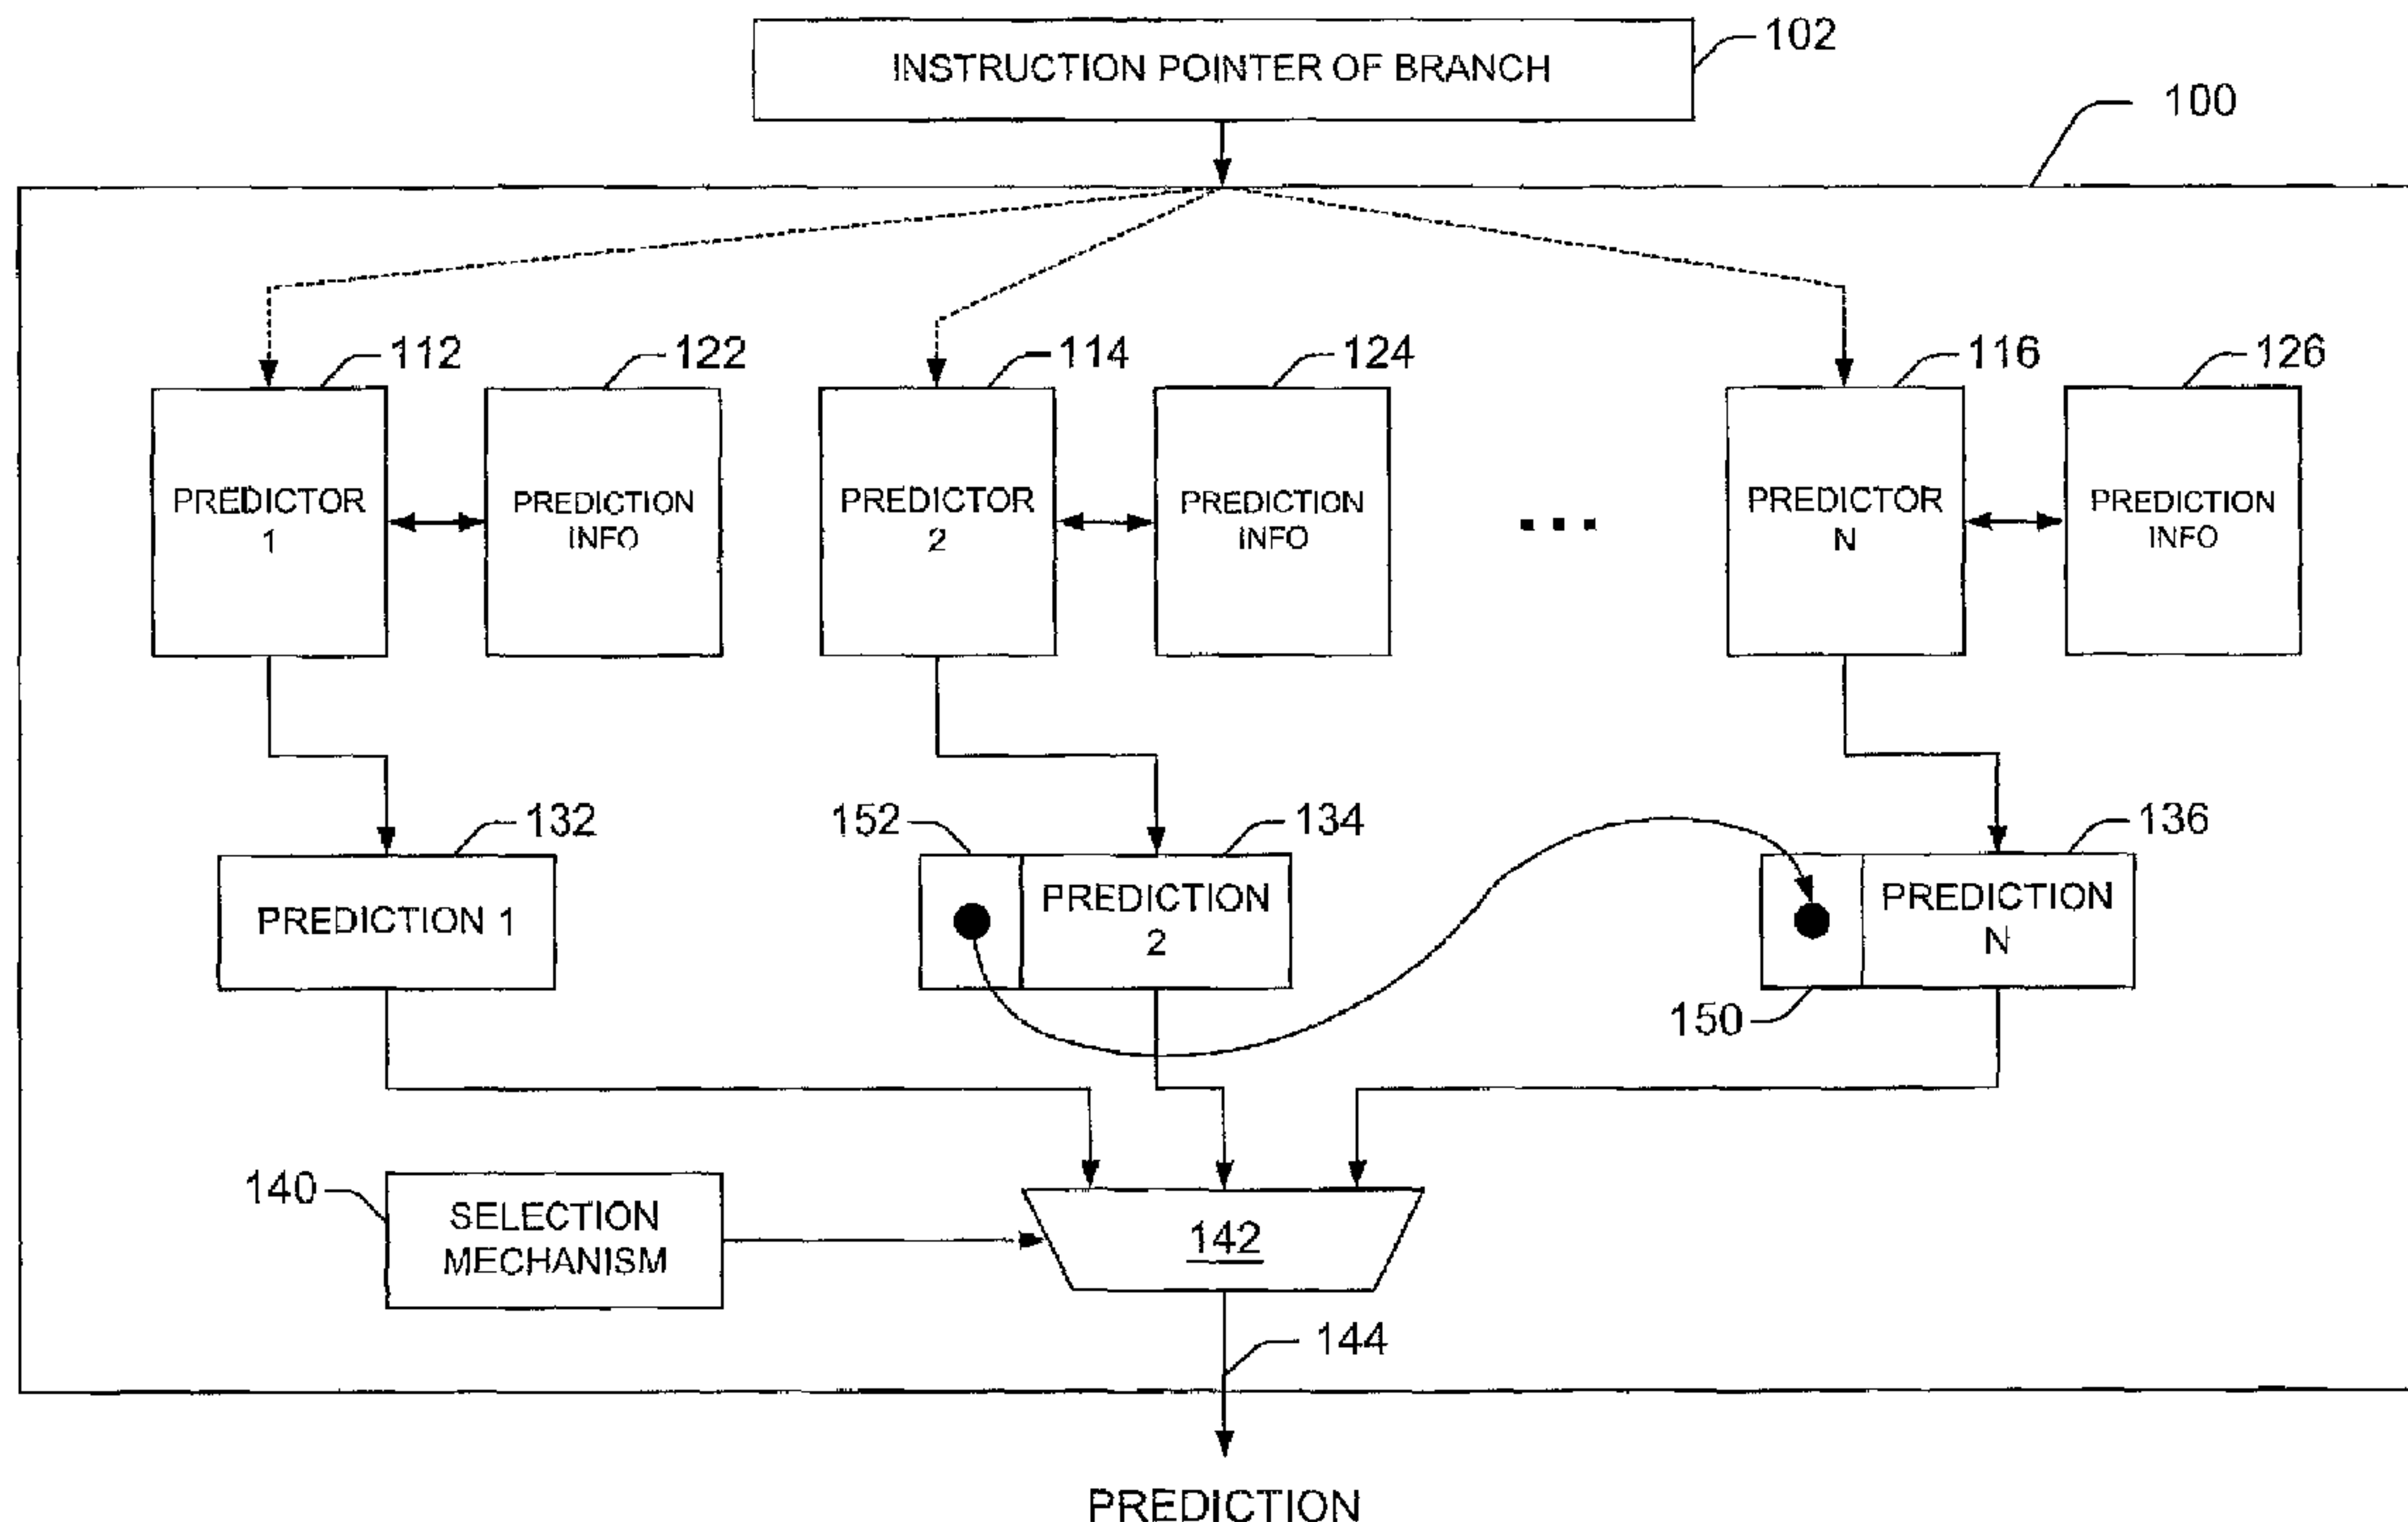 102
INSTRUCTION POINTER OF BRANCH
100
112
122
114
124
116
126
PREDICTOR
1
PREDICTION
INFO
PREDICTOR
2
PREDICTION
INFO
...
PREDICTOR
N
PREDICTION
INFO
132
152
134
136
PREDICTION 1
PREDICTION
2
PREDICTION
N
150
140
SELECTION
MECHANISM
142
144
PREDICTION